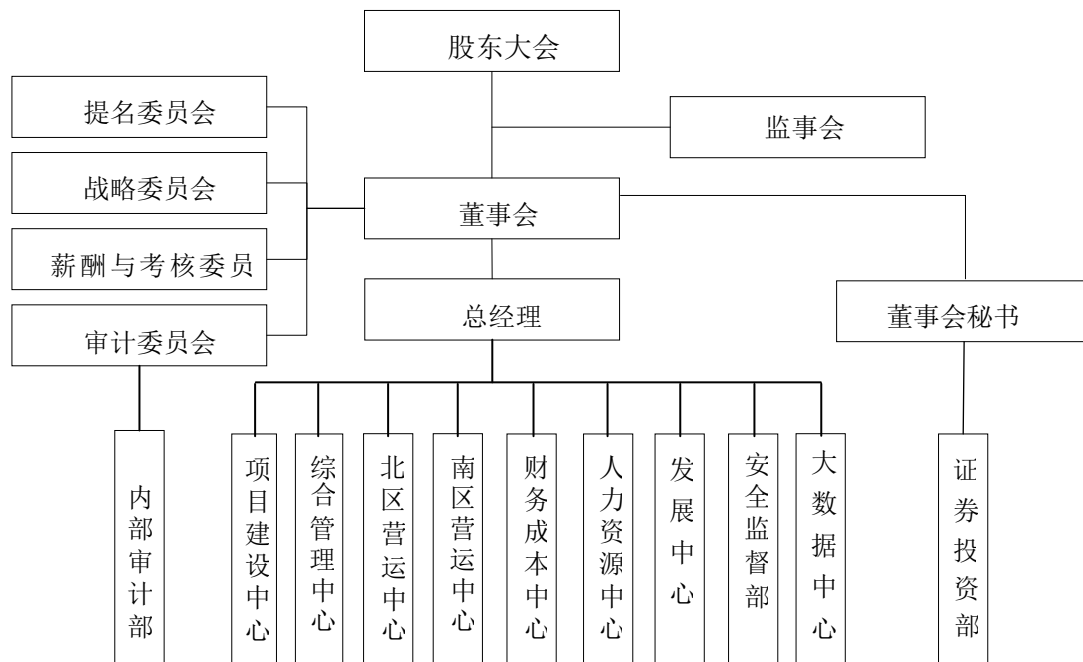 股东大会
提名委员会
监事会
战略委员会
董事会
薪酬与考核委员
总经理
董事会秘书
审计委员会
内部审计部
项目建设中心
综合管理中心
北区营运中心
南区营运中心
财务成本中心
人力资源中心
发展中心
安全监督部
大数据中心
证券投资部